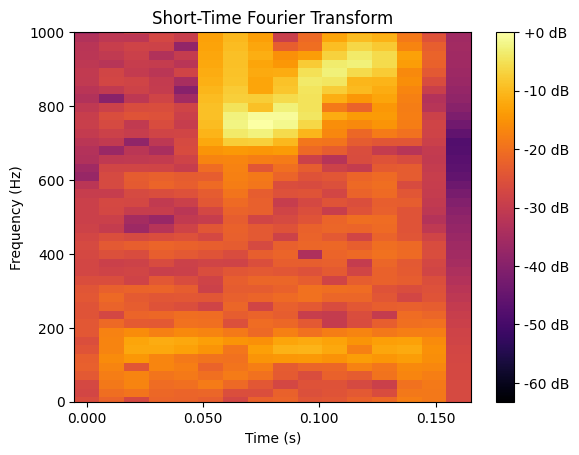 Short-Time Fourier Transform
1000
800
600
400
200
0
Frequency (Hz)
0.000
0.050
0.100
0.150
Time (s)
+0 dB
-10 dB
-20 dB
-30 dB
-40 dB
-50 dB
-60 dB